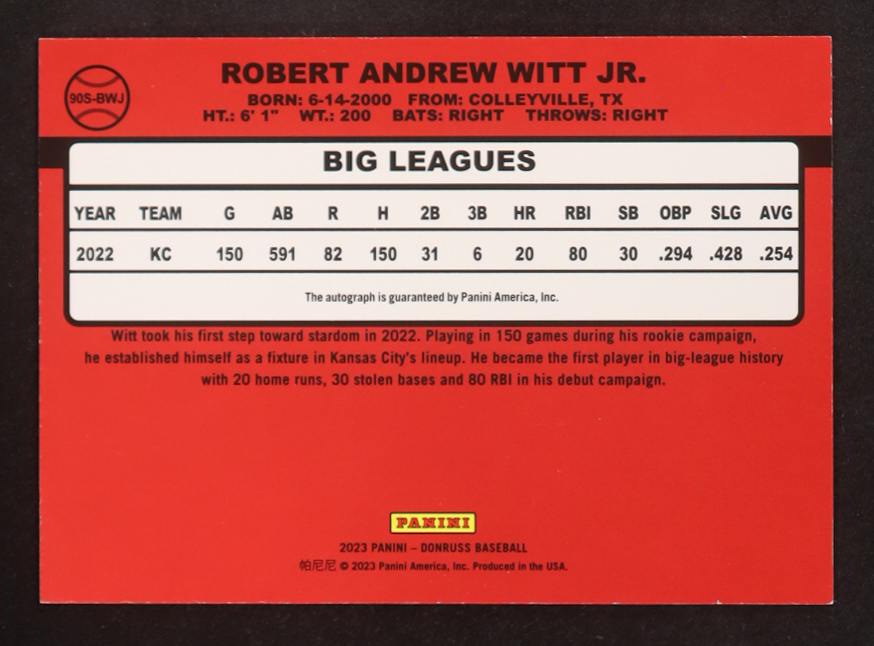 90S-BWJ
ROBERT ANDREW WITT JR.
BORN: 6-14-2000 FROM: COLLEYVILLE, TX
HT.: 6' 1" WT.: 200 BATS: RIGHT THROWS: RIGHT
BIG LEAGUES
YEAR TEAM G AB R H 2B 3B HR RBI SB OBP SLG AVG
2022 KC 150 591 82 150 31 6 20 80 30 .294 .428 .254
The autograph is guaranteed by Panini America, Inc.
Witt took his first step toward stardom in 2022. Playing in 150 games during his rookie campaign,
he established himself as a fixture in Kansas City's lineup. He became the first player in big-league history
with 20 home runs, 30 stolen bases and 80 RBI in his debut campaign.
PANINI
2023 PANINI – DONRUSS BASEBALL
帕尼尼 © 2023 Panini America, Inc. Produced in the USA.